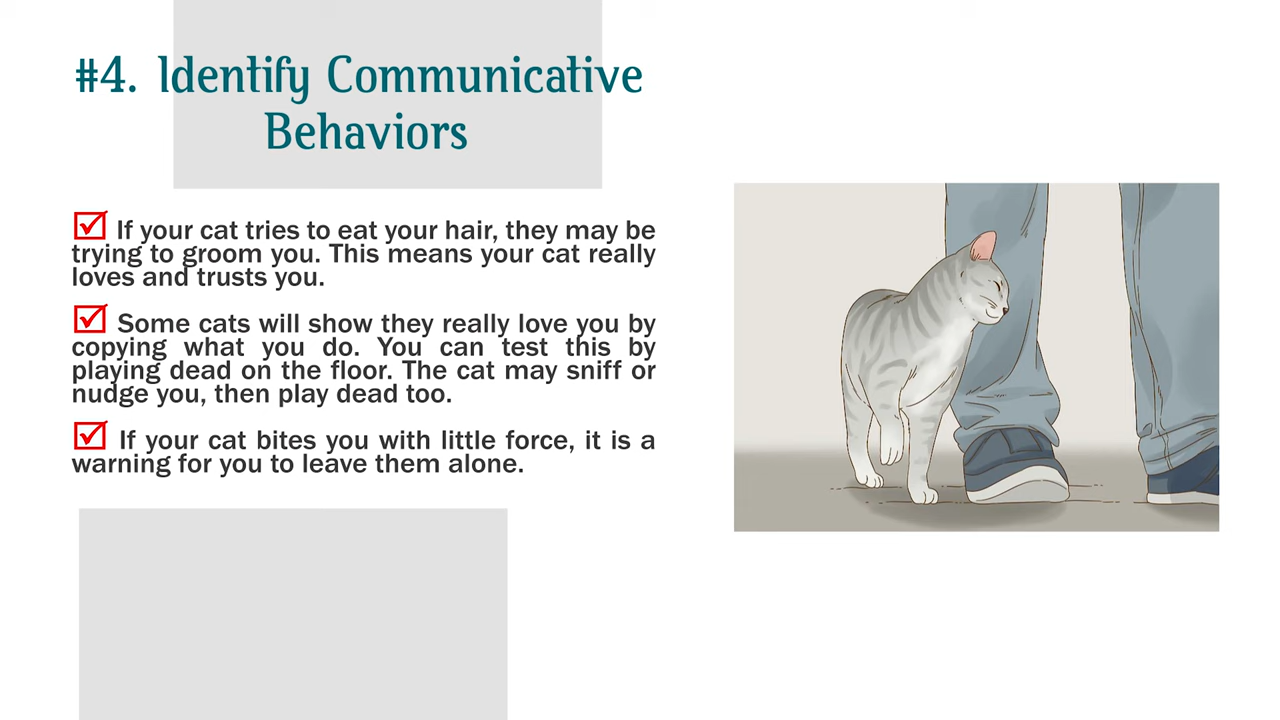 #4. Identify Communicative
Behaviors
If your cat tries to eat your hair, they may be
trying to groom you. This means your cat really
loves and trusts you.
Some cats will show they really love you by
copying what you do. You can test this by
playing dead on the floor. The cat may sniff or
nudge you, then play dead too.
If your cat bites you with little force, it is a
warning for you to leave them alone.